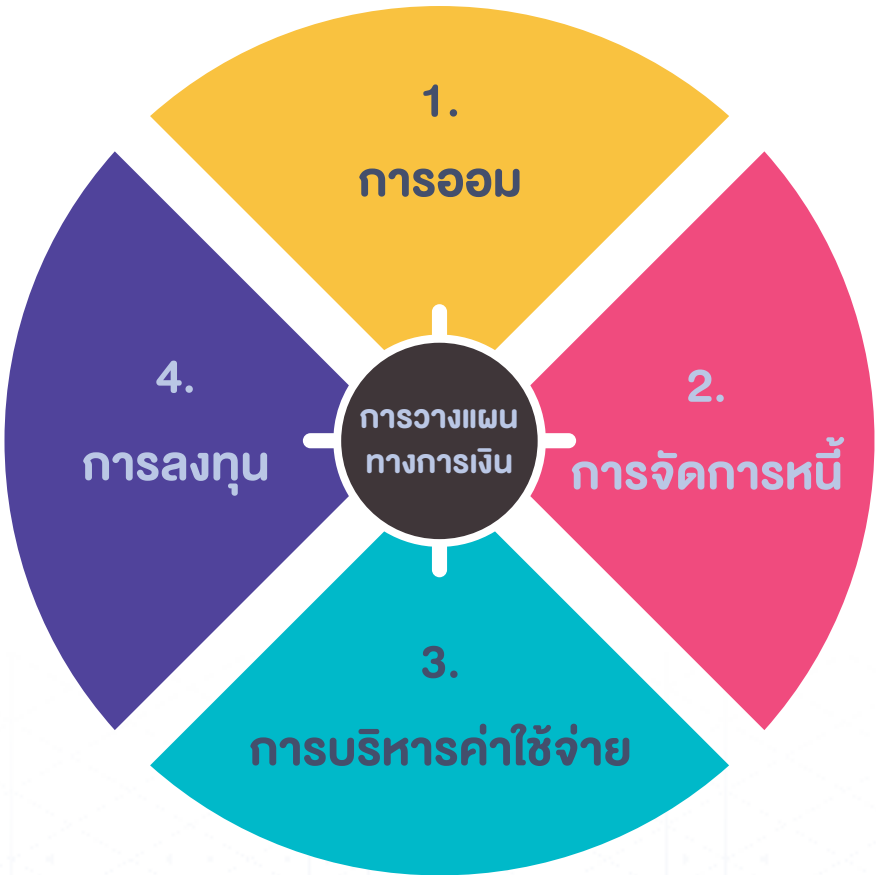 1.
การออม
2.
การจัดการหนี้
3.
การบริหารค่าใช้จ่าย
4.
การลงทุน
การวางแผน
ทางการเงิน